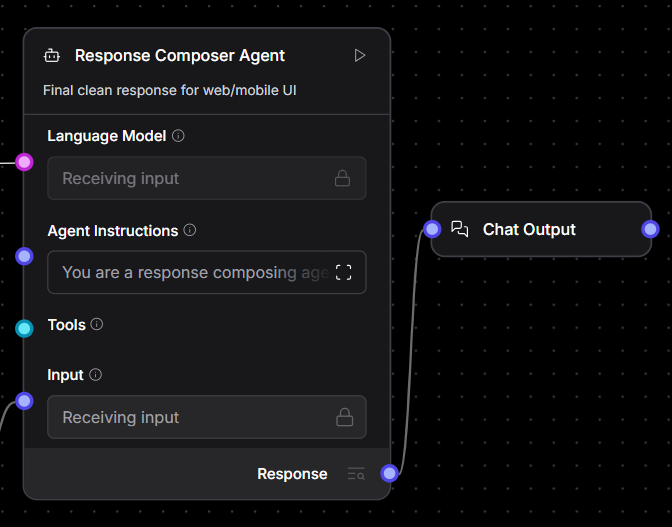 Response Composer Agent
Final clean response for web/mobile UI
Language Model
Receiving input
Agent Instructions
You are a response composing age
Tools
Input
Receiving input
Response
Chat Output